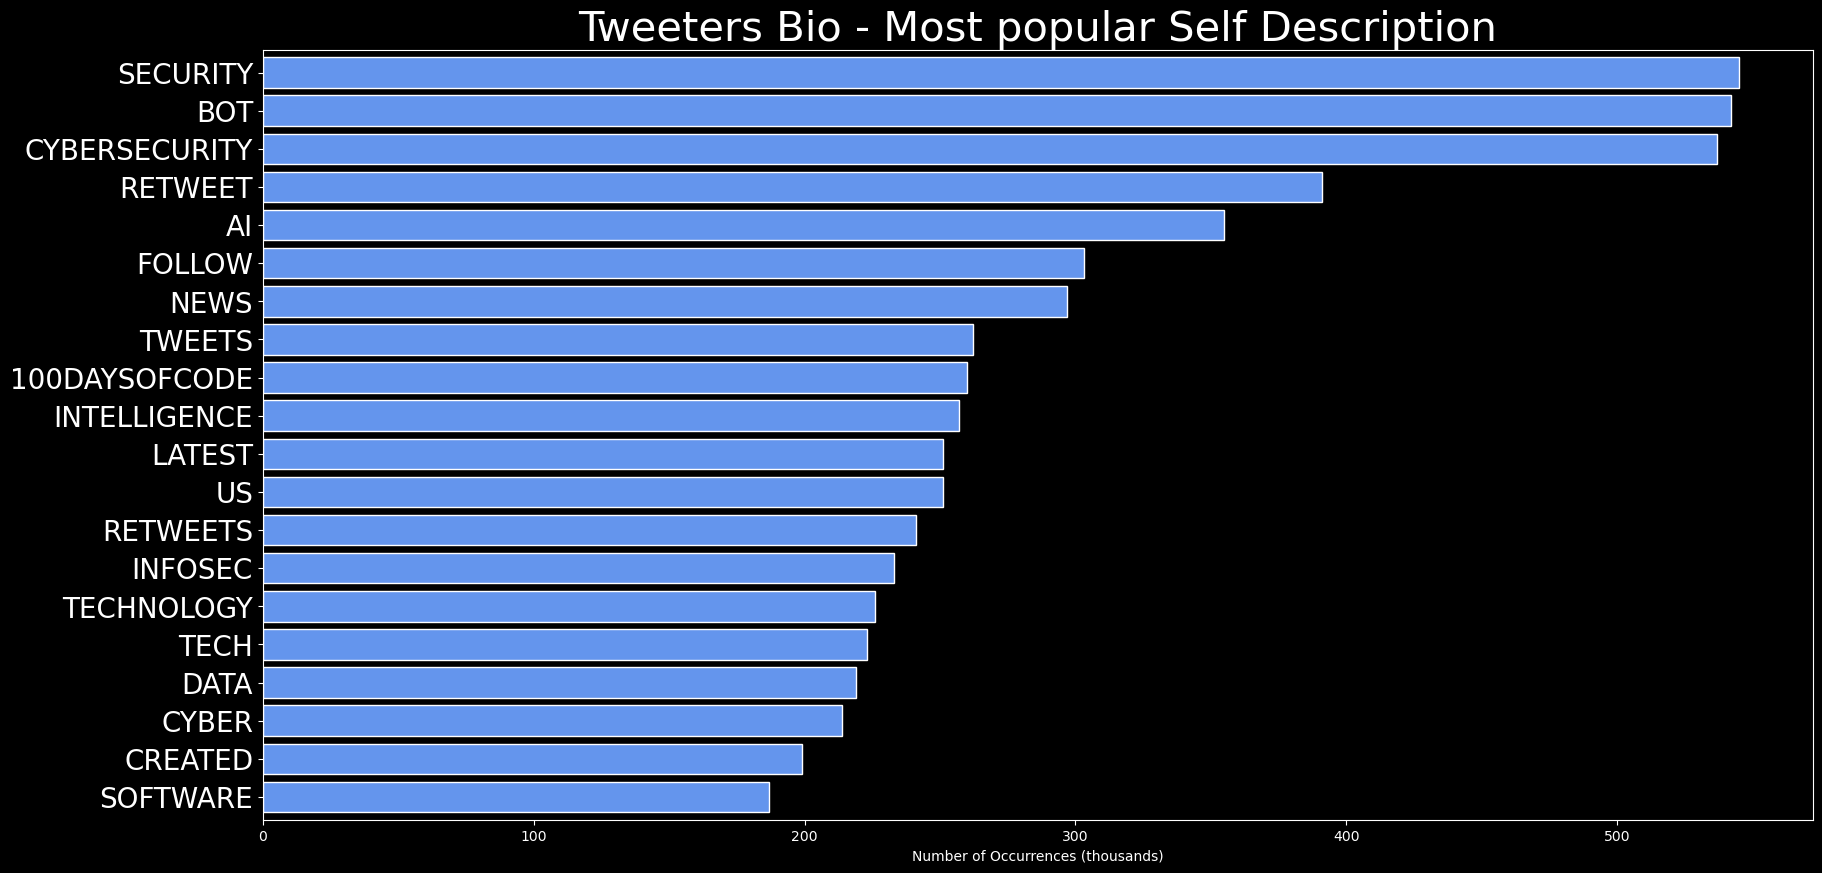 Tweeters Bio - Most popular Self Description
SECURITY
BOT
CYBERSECURITY
RETWEET
AI
FOLLOW
NEWS
TWEETS
100DAYSOFCODE
INTELLIGENCE
LATEST
US
RETWEETS
INFOSEC
TECHNOLOGY
TECH
DATA
CYBER
CREATED
SOFTWARE
0 100 200 300 400 500
Number of Occurrences (thousands)